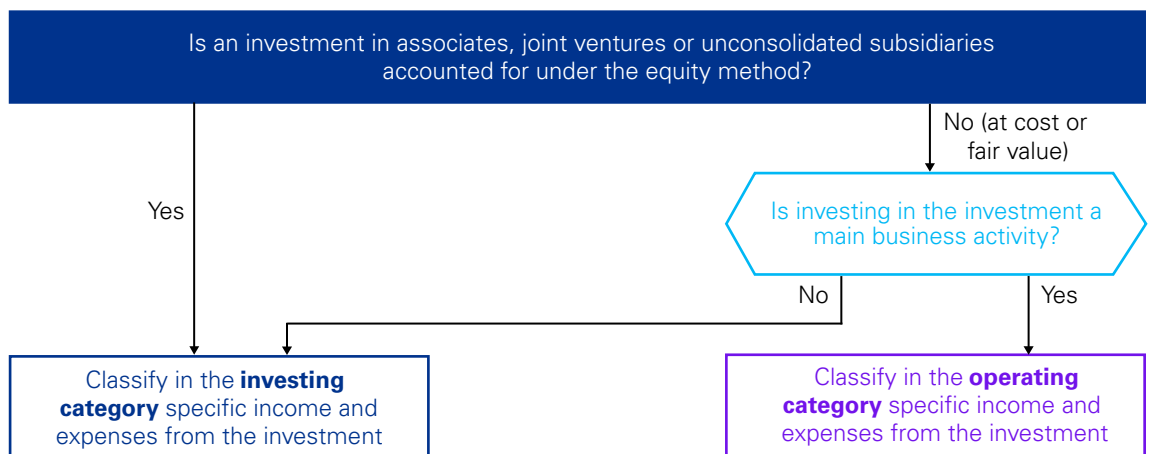 Is an investment in associates, joint ventures or unconsolidated subsidiaries
accounted for under the equity method?
No (at cost or
fair value)
Yes
Is investing in the investment a
main business activity?
No
Yes
Classify in the investing
category specific income and
expenses from the investment
Classify in the operating
category specific income and
expenses from the investment